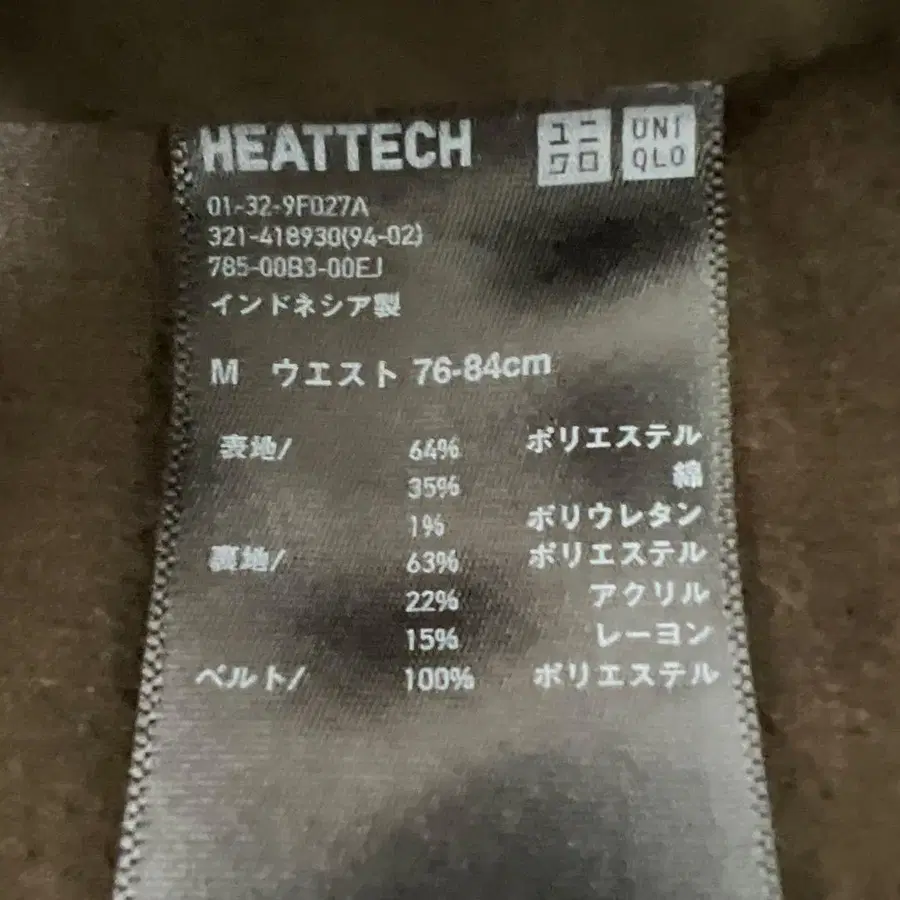 HEATTECH ユニクロ UNIQLO
01-32-9F027A
321-418930(94-02)
785-00B3-00EJ
インドネシア製
M ウエスト 76-84cm
表地/ 64% ポリエステル
35% 綿
1% ポリウレタン
裏地/ 63% ポリエステル
22% アクリル
15% レーヨン
ベルト/ 100% ポリエステル